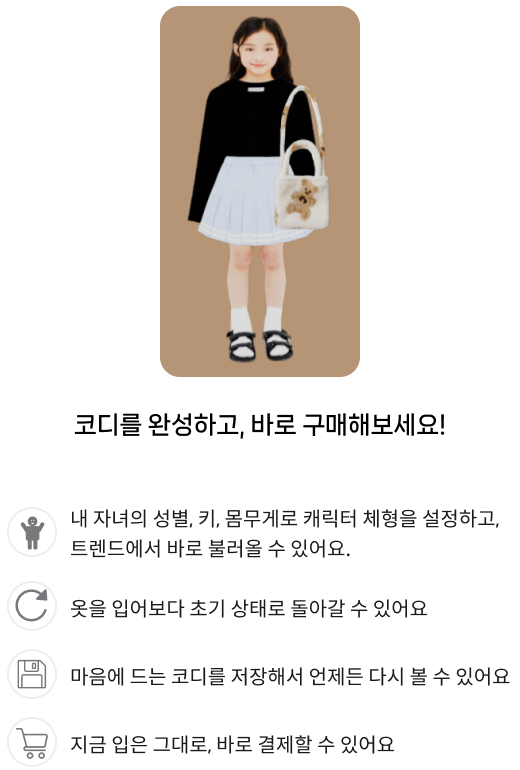 코디를 완성하고, 바로 구매해보세요!
내 자녀의 성별, 키, 몸무게로 캐릭터 체형을 설정하고,
트렌드에서 바로 불러올 수 있어요.
옷을 입어보다 초기 상태로 돌아갈 수 있어요
마음에 드는 코디를 저장해서 언제든 다시 볼 수 있어요
지금 입은 그대로, 바로 결제할 수 있어요